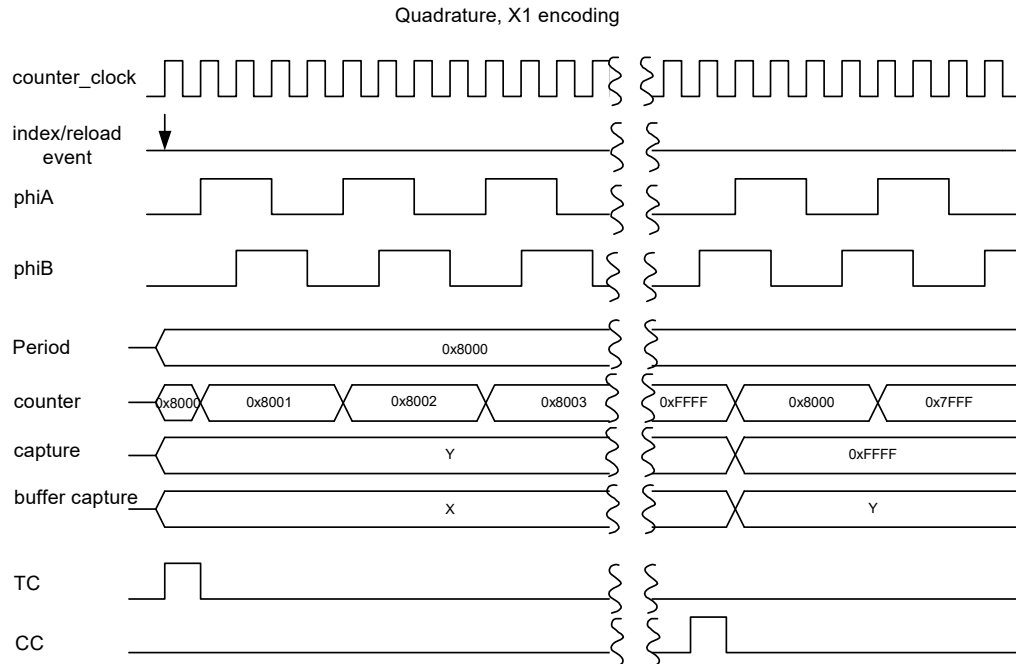 Quadrature, X1 encoding
counter_clock
index/reload
event
phiA
phiB
Period
0x8000
counter
0x8000
0x8001
0x8002
0x8003
0xFFFF
0x8000
0x7FFF
capture
Y
0xFFFF
buffer capture
X
Y
TC
CC